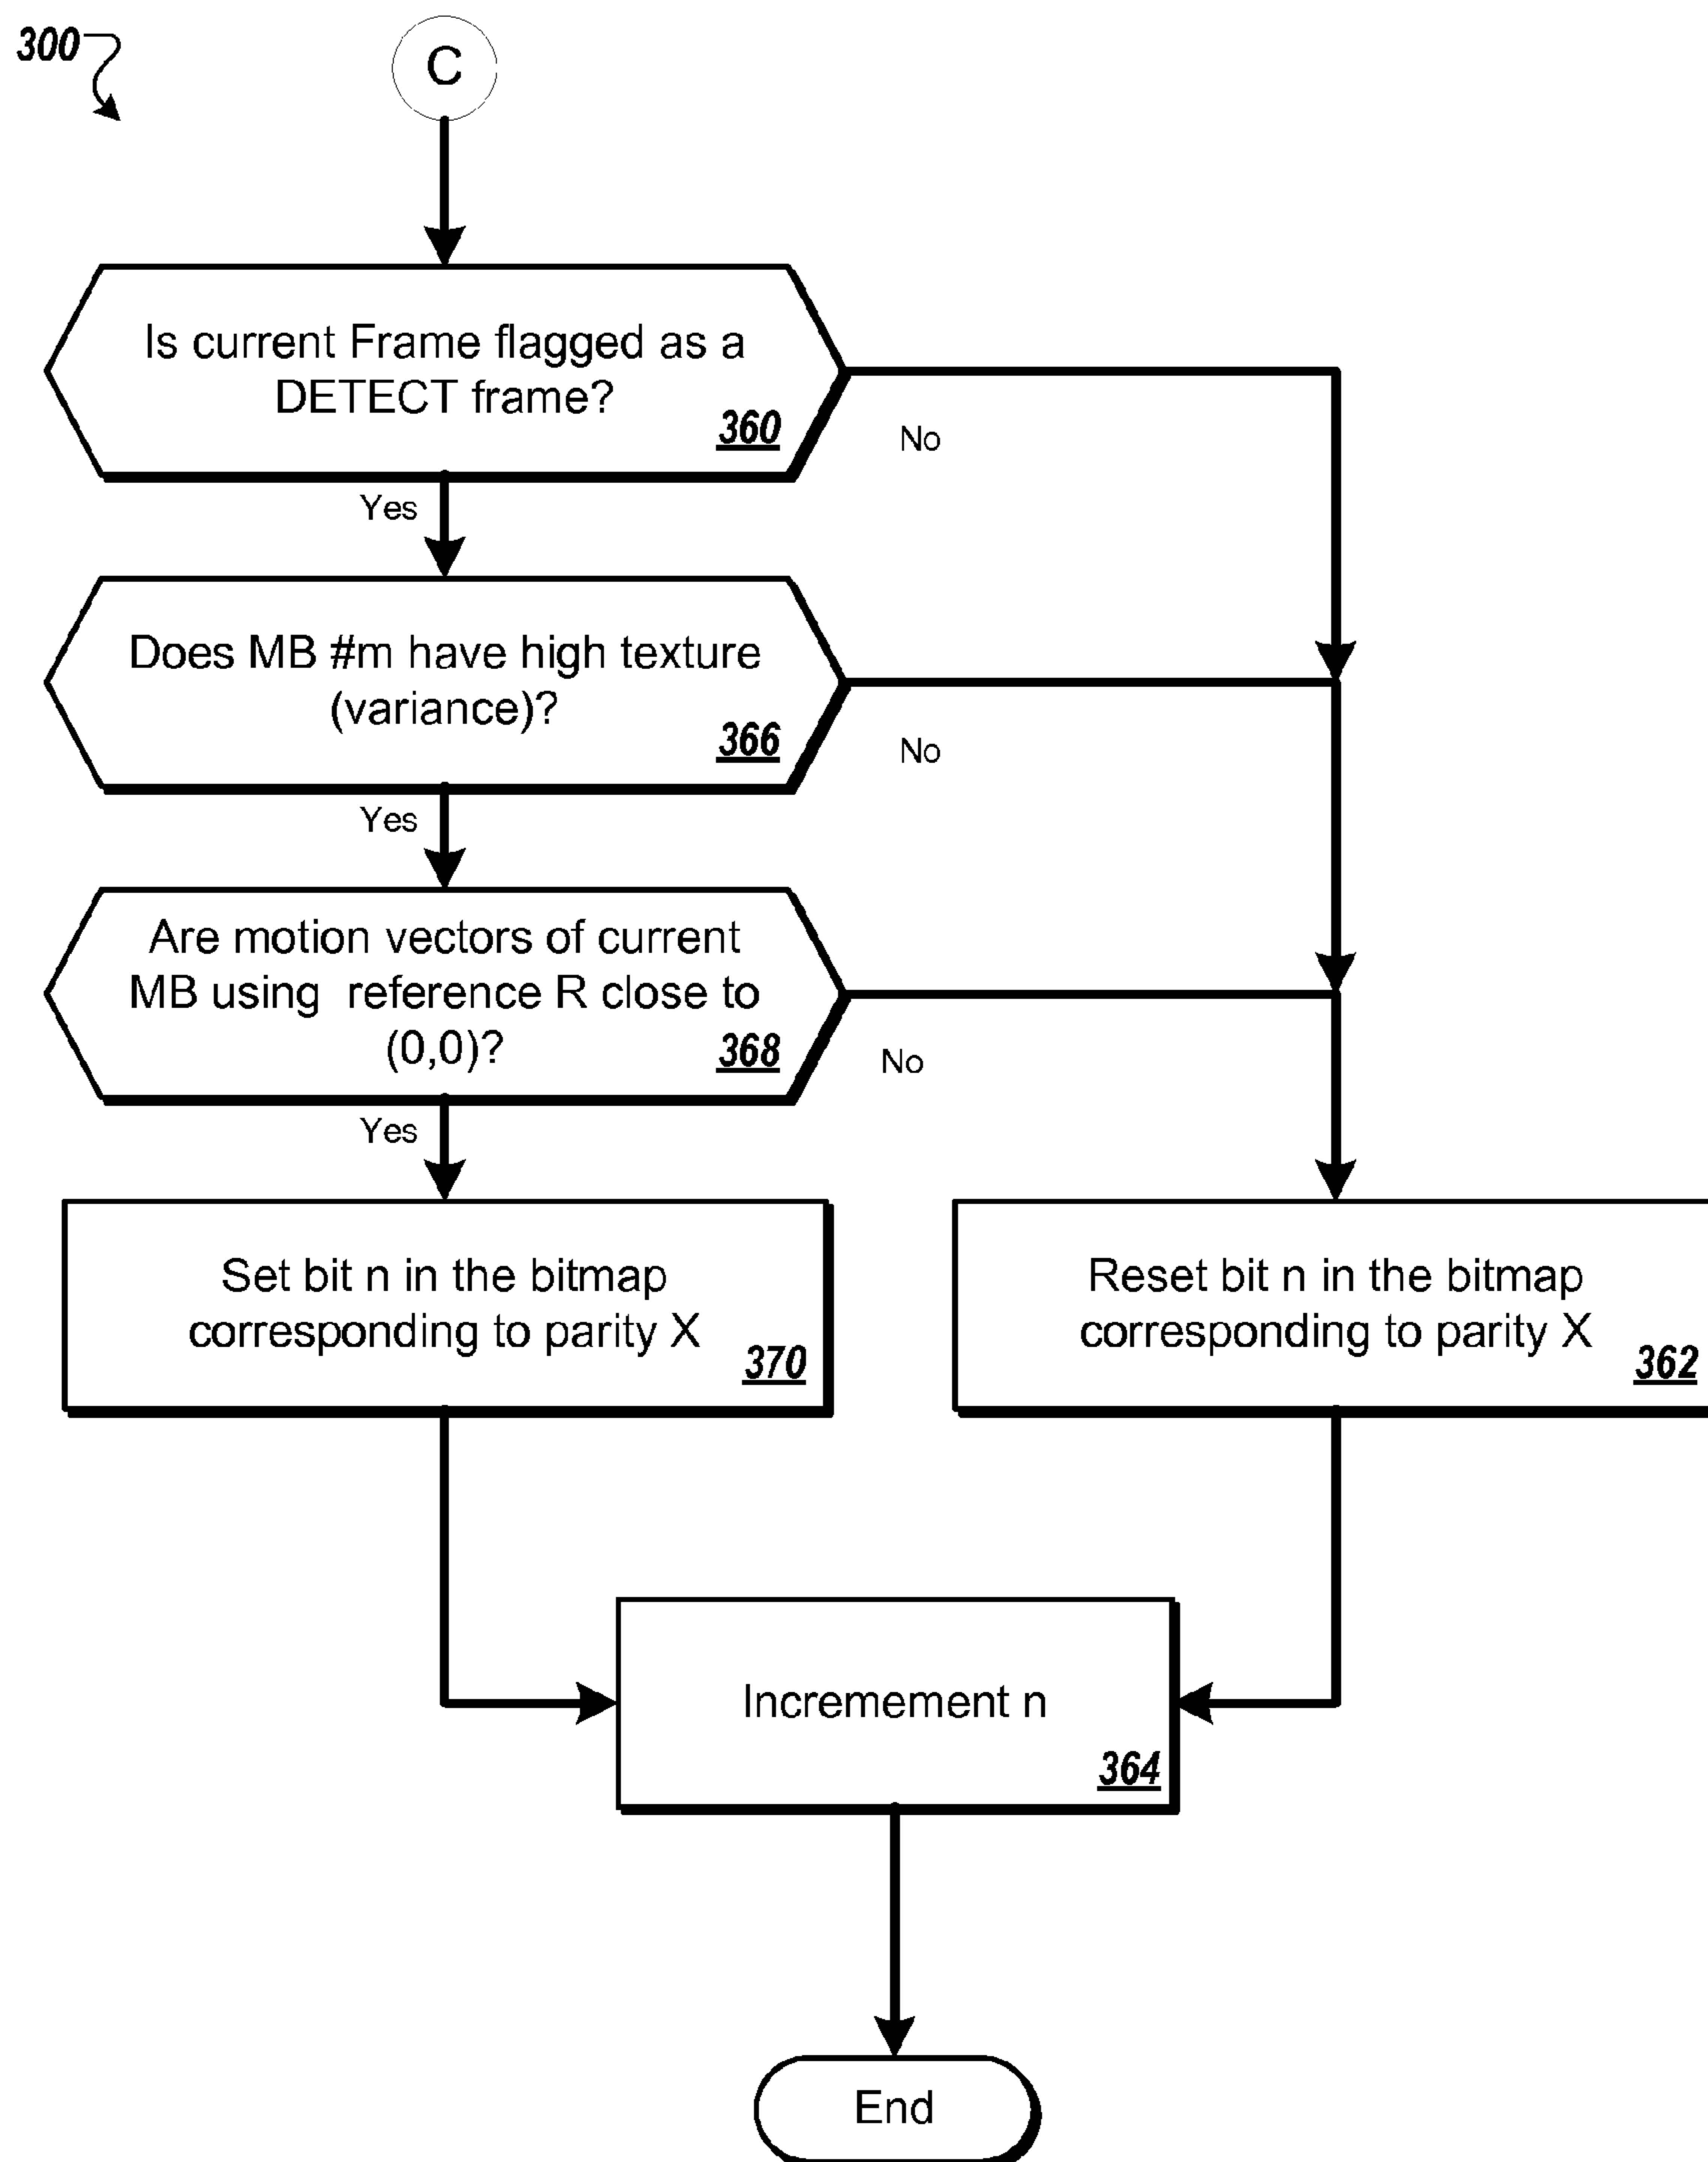 300
C
Is current Frame flagged as a
DETECT frame?
360
No
Yes
Does MB #m have high texture
(variance)?
366
No
Yes
Are motion vectors of current
MB using reference R close to
(0,0)?
368
No
Yes
Set bit n in the bitmap
corresponding to parity X
370
Reset bit n in the bitmap
corresponding to parity X
362
Incremement n
364
End